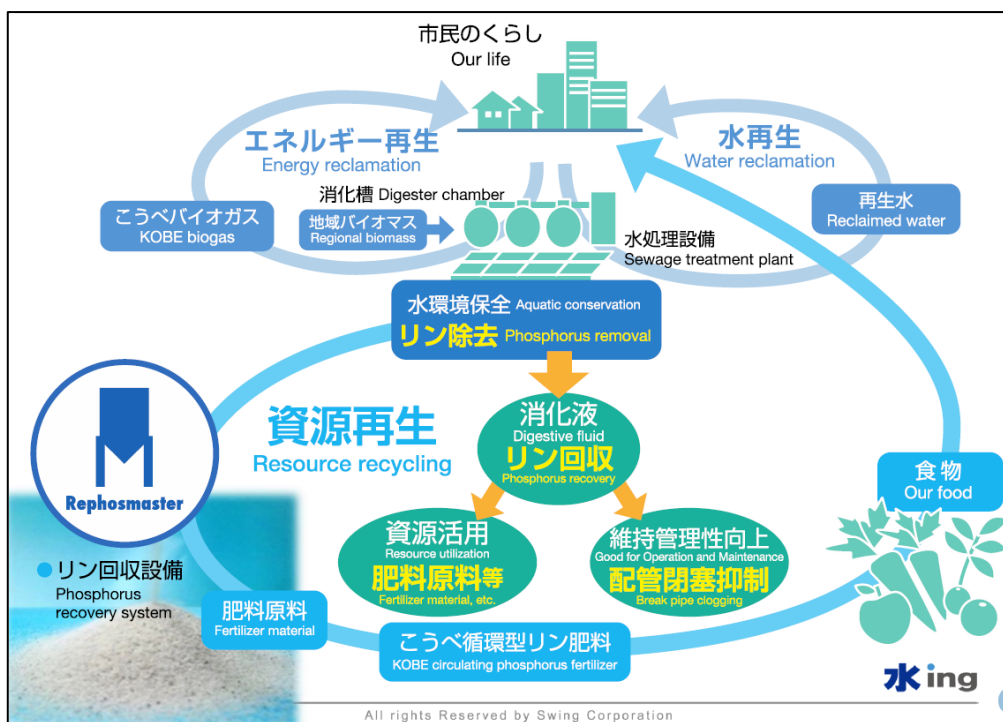 市民のくらし
Our life
エネルギー再生
Energy reclamation
水再生
Water reclamation
消化槽 Digester chamber
こうべバイオガス
KOBE biogas
地域バイオマス
Regional biomass
再生水
Reclaimed water
水処理設備
Sewage treatment plant
水環境保全 Aquatic conservation
リン除去 Phosphorus removal
資源再生
Resource recycling
消化液
Digestive fluid
リン回収
Phosphorus recovery
Rephosmaster
食物
Our food
資源活用
Resource utilization
肥料原料等
Fertilizer material, etc.
維持管理性向上
Good for Operation and Maintenance
配管閉塞抑制
Break pipe clogging
リン回収設備
Phosphorus
recovery system
肥料原料
Fertilizer material
こうべ循環型リン肥料
KOBE circulating phosphorus fertilizer
水ing
All rights Reserved by Swing Corporation